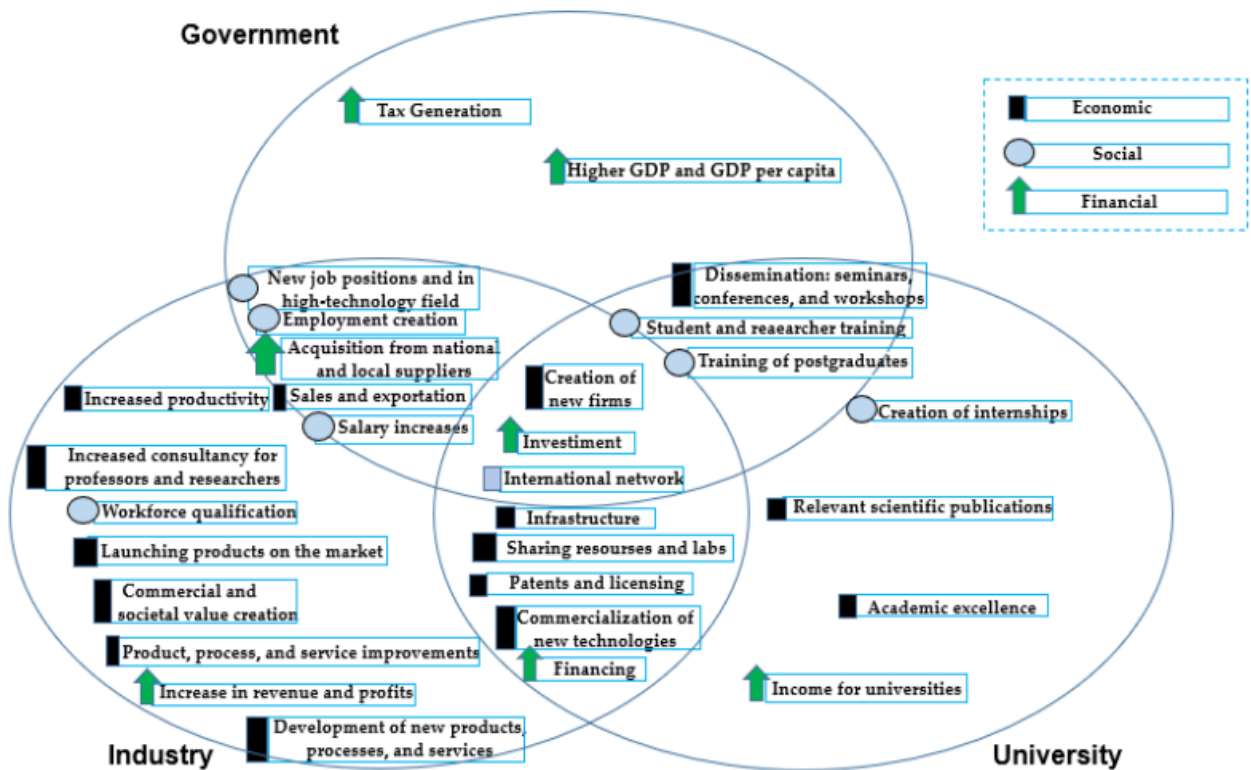 Government
Tax Generation
Higher GDP and GDP per capita
Economic
Social
Financial
New job positions and in
high-technology field
Employment creation
Acquisition from national
and local suppliers
Sales and exportation
Salary increases
Dissemination: seminars,
conferences, and workshops
Student and reaearcher training
Training of postgraduates
Creation of
new firms
Investiment
International network
Creation of internships
Increased productivity
Increased consultancy for
professors and researchers
Workforce qualification
Launching products on the market
Commercial and
societal value creation
Product, process, and service improvements
Increase in revenue and profits
Development of new products,
processes, and services
Infrastructure
Sharing resourses and labs
Patents and licensing
Commercialization of
new technologies
Financing
Relevant scientific publications
Academic excellence
Income for universities
Industry
University